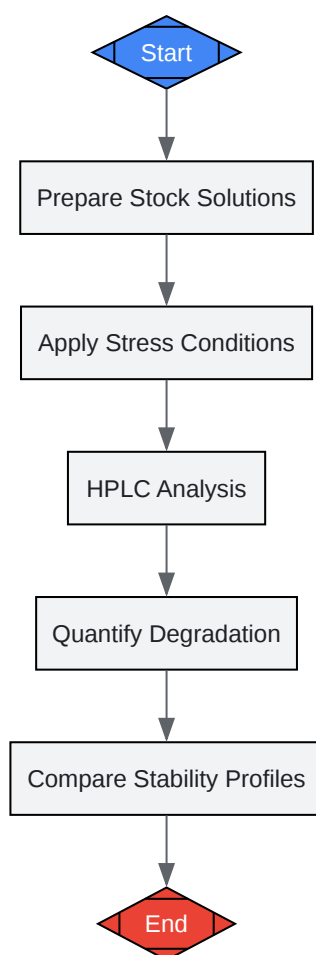 Start
Prepare Stock Solutions
Apply Stress Conditions
HPLC Analysis
Quantify Degradation
Compare Stability Profiles
End